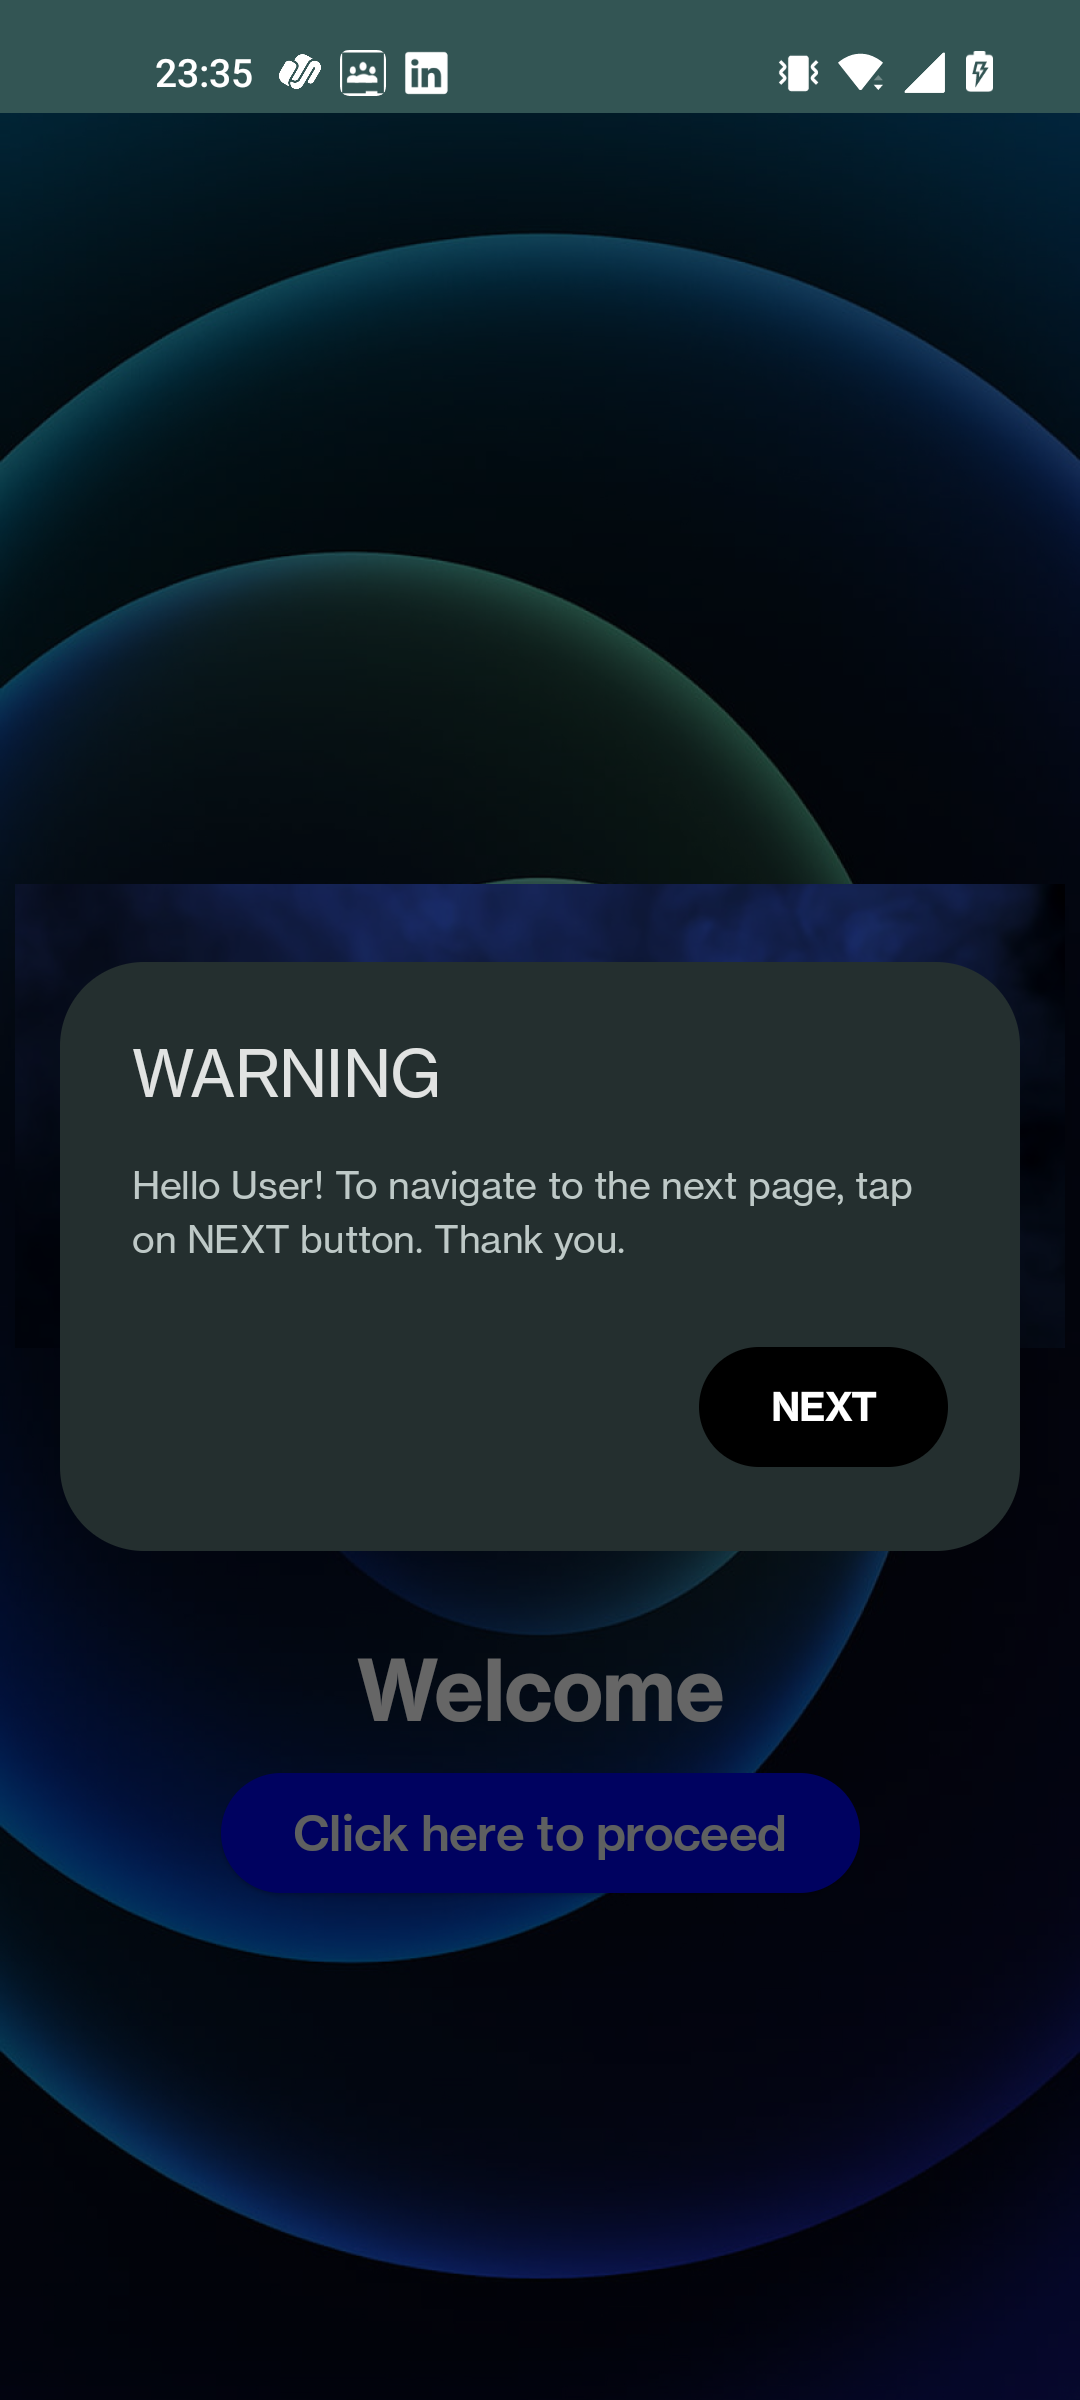 23:35
WARNING
Hello User! To navigate to the next page, tap
on NEXT button. Thank you.
NEXT
Welcome
Click here to proceed